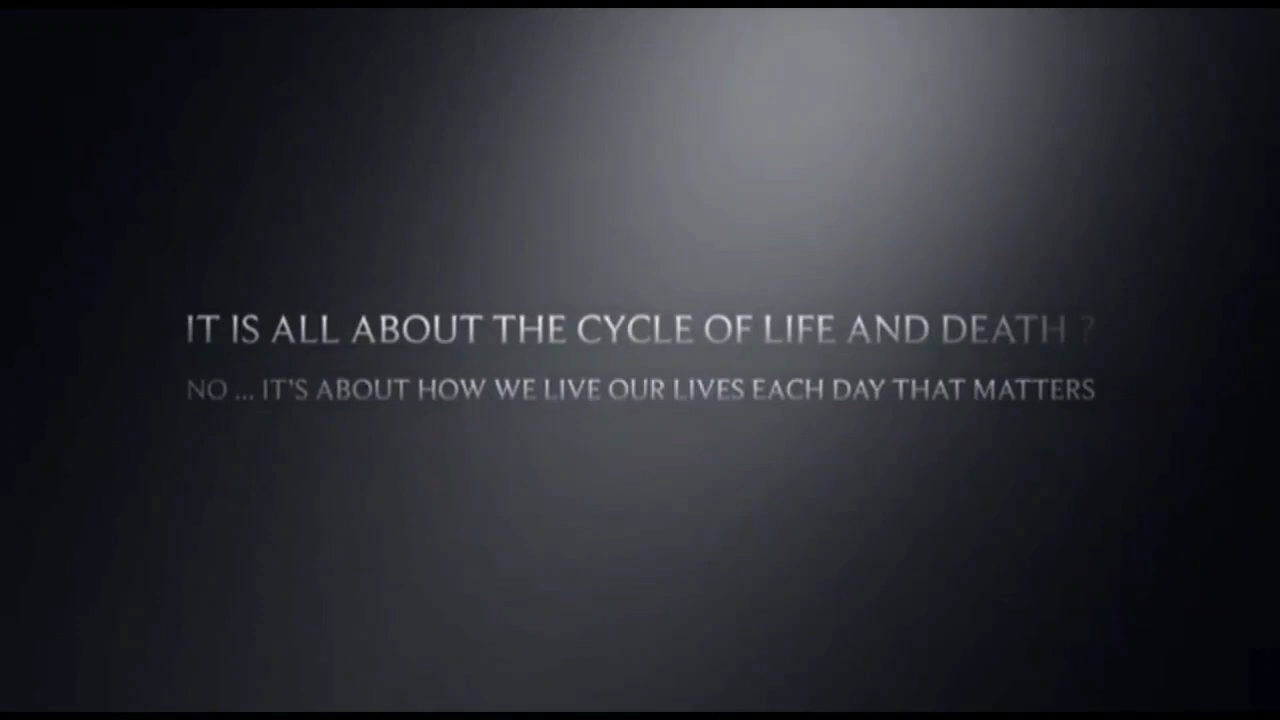 IT IS ALL ABOUT THE CYCLE OF LIFE AND DEATH ?
NO ... IT'S ABOUT HOW WE LIVE OUR LIVES EACH DAY THAT MATTERS